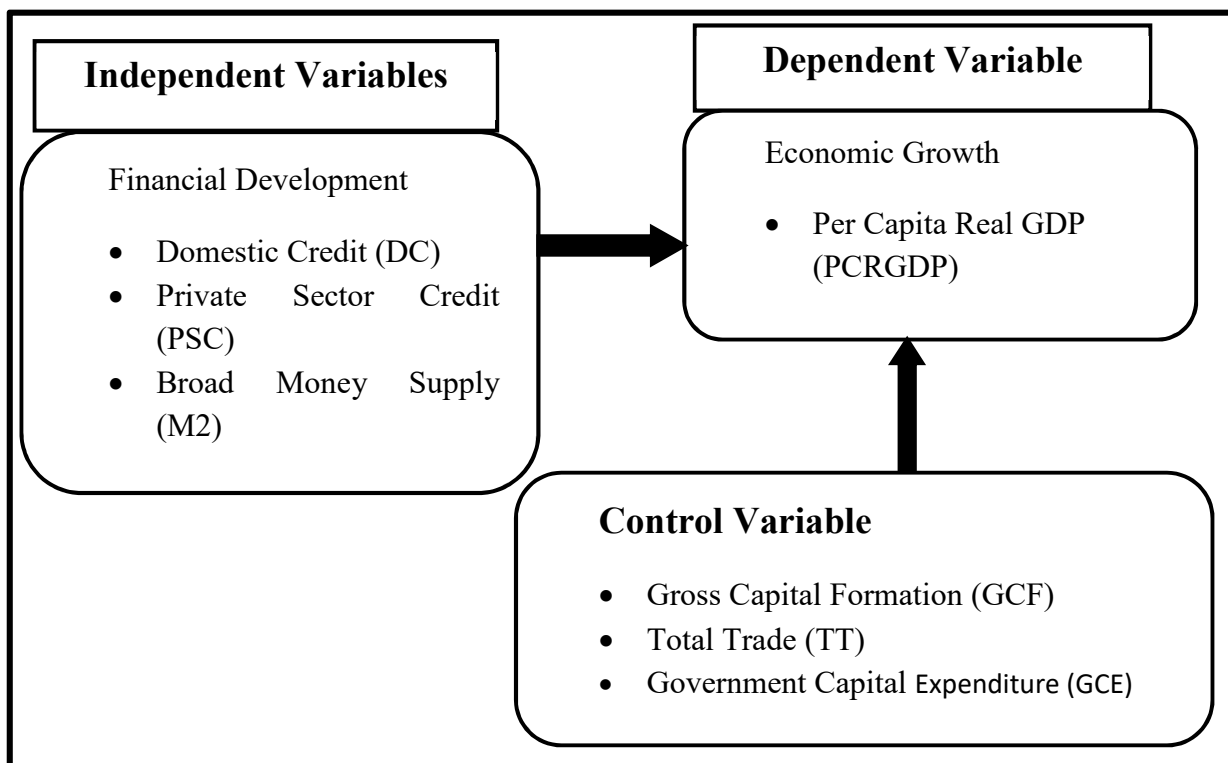 Independent Variables
Financial Development
• Domestic Credit (DC)
• Private Sector Credit
(PSC)
• Broad Money Supply
(M2)
Dependent Variable
Economic Growth
• Per Capita Real GDP
(PCRGDP)
Control Variable
• Gross Capital Formation (GCF)
• Total Trade (TT)
• Government Capital Expenditure (GCE)